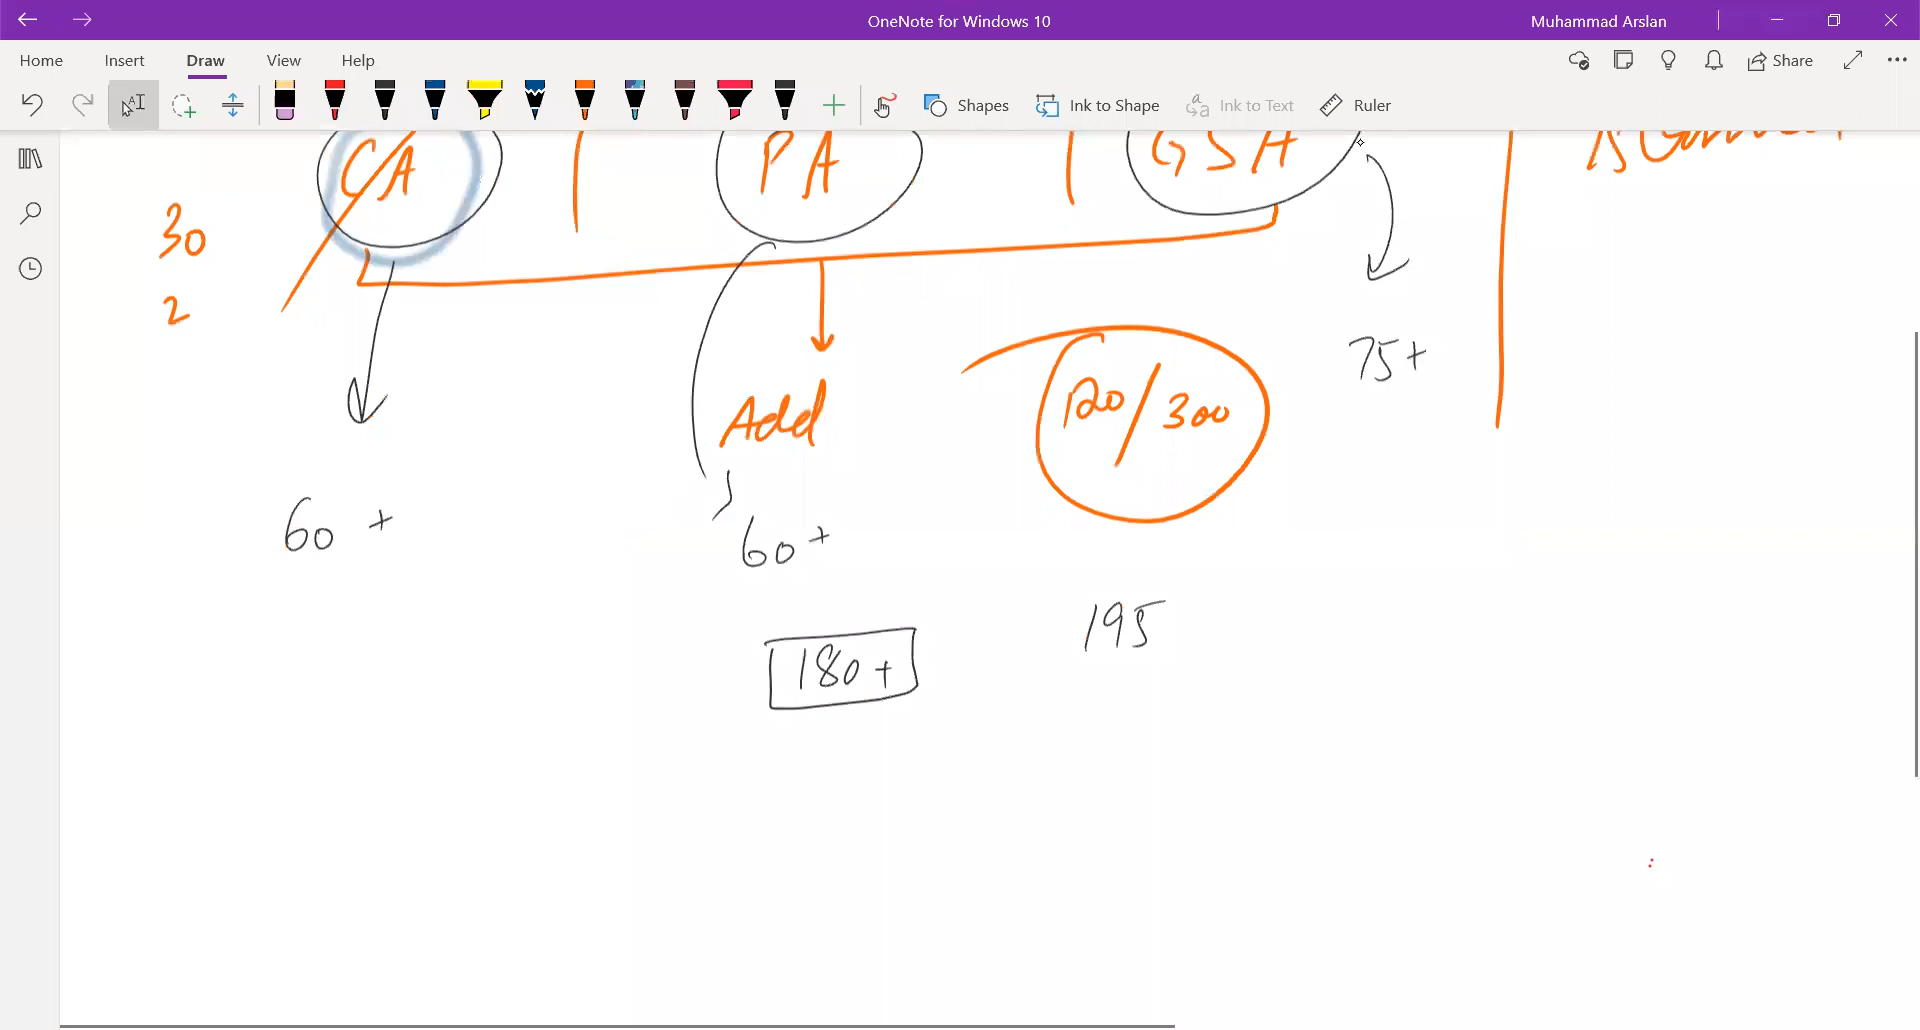 OneNote for Windows 10
Muhammad Arslan
Home Insert Draw View Help
Share
Shapes Ink to Shape Ink to Text Ruler
CA PA GSA
30
2
75+
Add
120/300
60 +
60+
195
180+